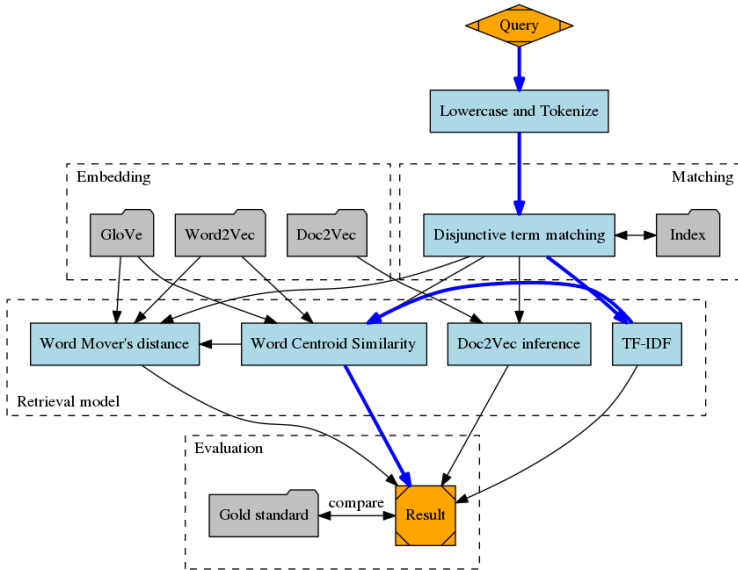 Query
Lowercase and Tokenize
Embedding
Matching
GloVe
Word2Vec
Doc2Vec
Disjunctive term matching
Index
Word Mover's distance
Word Centroid Similarity
Doc2Vec inference
TF-IDF
Retrieval model
Evaluation
Gold standard
compare
Result